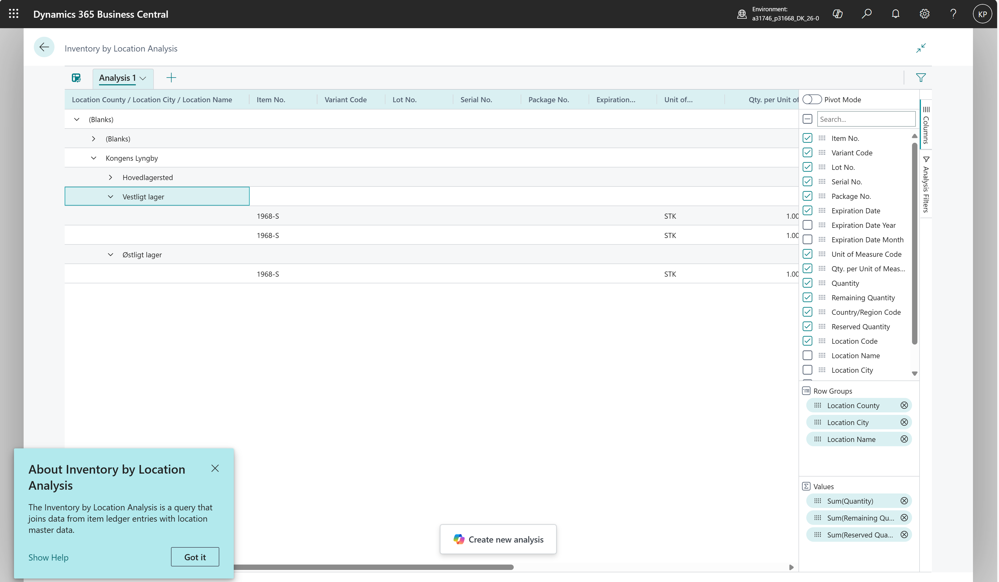 Dynamics 365 Business Central
Environment:
a31746_p31668_DK_26-0
KP
Inventory by Location Analysis
Analysis 1
Location County / Location City / Location Name
Item No.
Variant Code
Lot No.
Serial No.
Package No.
Expiration...
Unit of...
Qty. per Unit of
(Blanks)
(Blanks)
Kongens Lyngby
Hovedlagersted
Vestligt lager
1968-S STK 1.00
1968-S STK 1.00
Østligt lager
1968-S STK 1.00
Pivot Mode
Search...
Item No.
Variant Code
Lot No.
Serial No.
Package No.
Expiration Date
Expiration Date Year
Expiration Date Month
Unit of Measure Code
Qty. per Unit of Meas...
Quantity
Remaining Quantity
Country/Region Code
Reserved Quantity
Location Code
Location Name
Location City
Row Groups
Location County
Location City
Location Name
Values
Sum(Quantity)
Sum(Remaining Qu...
Sum(Reserved Qua...
Columns
Analysis Filters
About Inventory by Location
Analysis
The Inventory by Location Analysis is a query that
joins data from item ledger entries with location
master data.
Show Help
Got it
Create new analysis